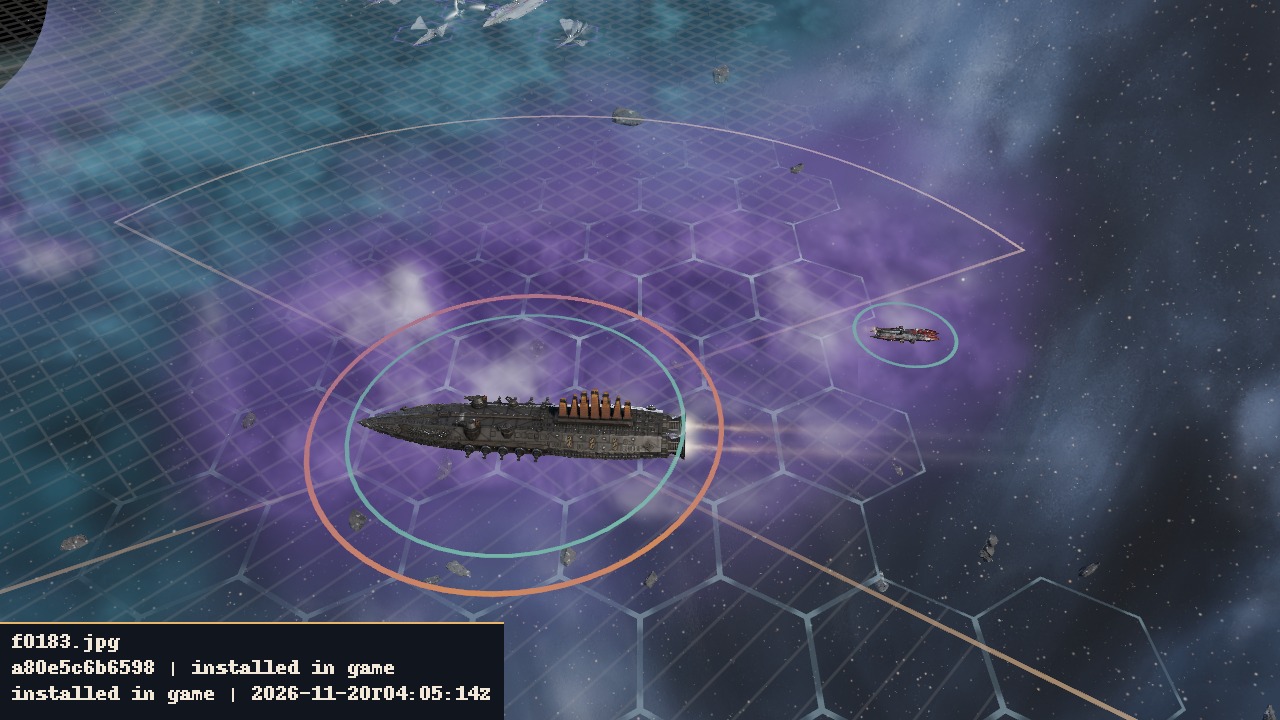 f0183.jpg
a80e5c6b6598 | installed in game
installed in game | 2026-11-20T04:05:14z